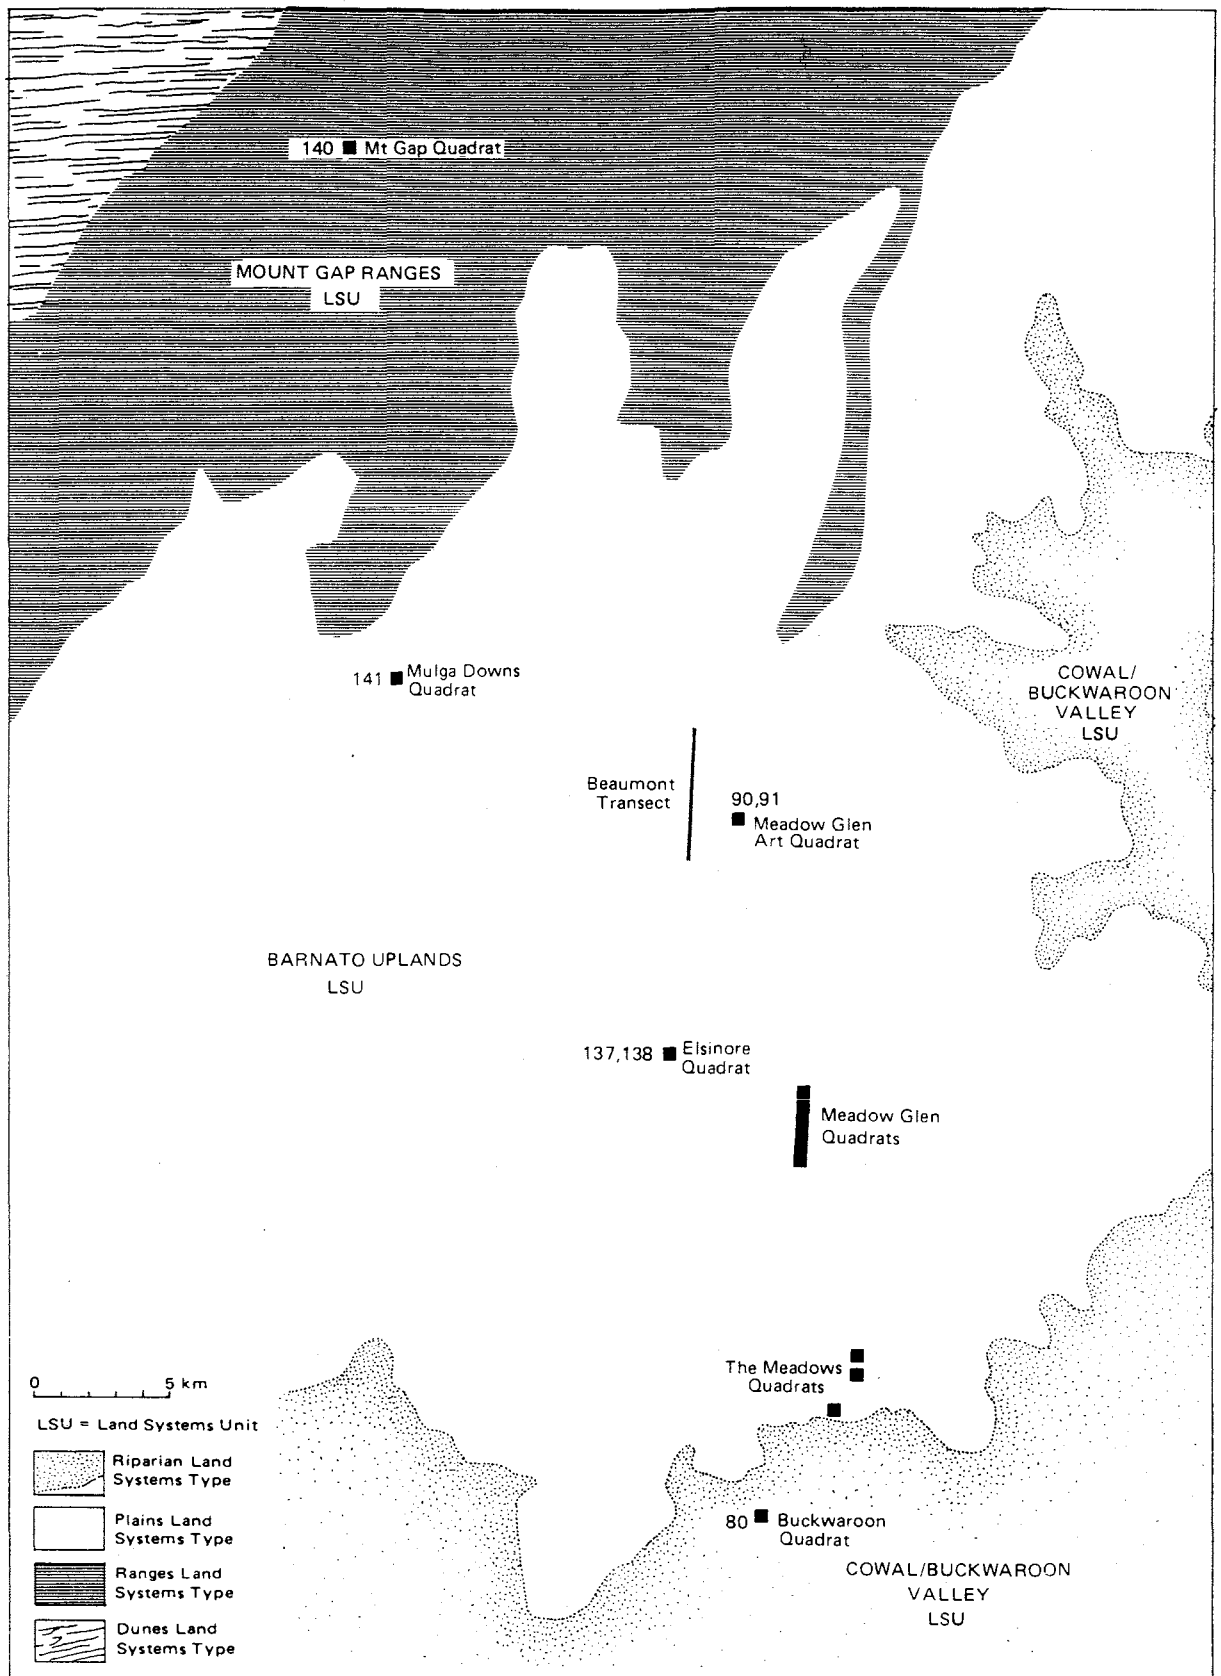 140 Mt Gap Quadrat
MOUNT GAP RANGES
LSU
141
Mulga Downs
Quadrat
COWAL/
BUCKWAROON
VALLEY
LSU
Beaumont
Transect
90,91
Meadow Glen
Art Quadrat
BARNATO UPLANDS
LSU
137,138
Elsinore
Quadrat
Meadow Glen
Quadrats
The Meadows
Quadrats
0 5 km
LSU = Land Systems Unit
Riparian Land
Systems Type
Plains Land
Systems Type
Ranges Land
Systems Type
Dunes Land
Systems Type
80
Buckwaroon
Quadrat
COWAL/BUCKWAROON
VALLEY
LSU